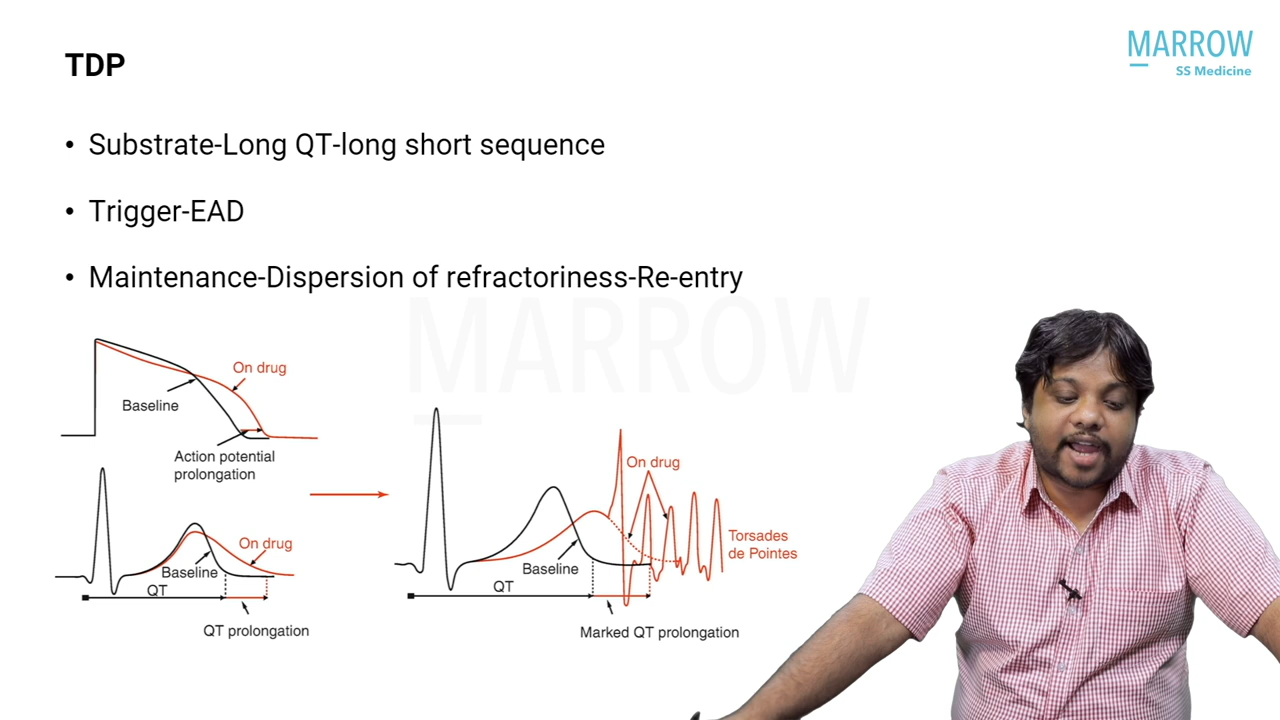 MARROW
SS Medicine
TDP
• Substrate-Long QT-long short sequence
• Trigger-EAD
• Maintenance-Dispersion of refractoriness-Re-entry
MARROW
On drug
Baseline
Action potential
prolongation
On drug
Baseline
QT
QT prolongation
On drug
Torsades
de Pointes
Baseline
QT
Marked QT prolongation